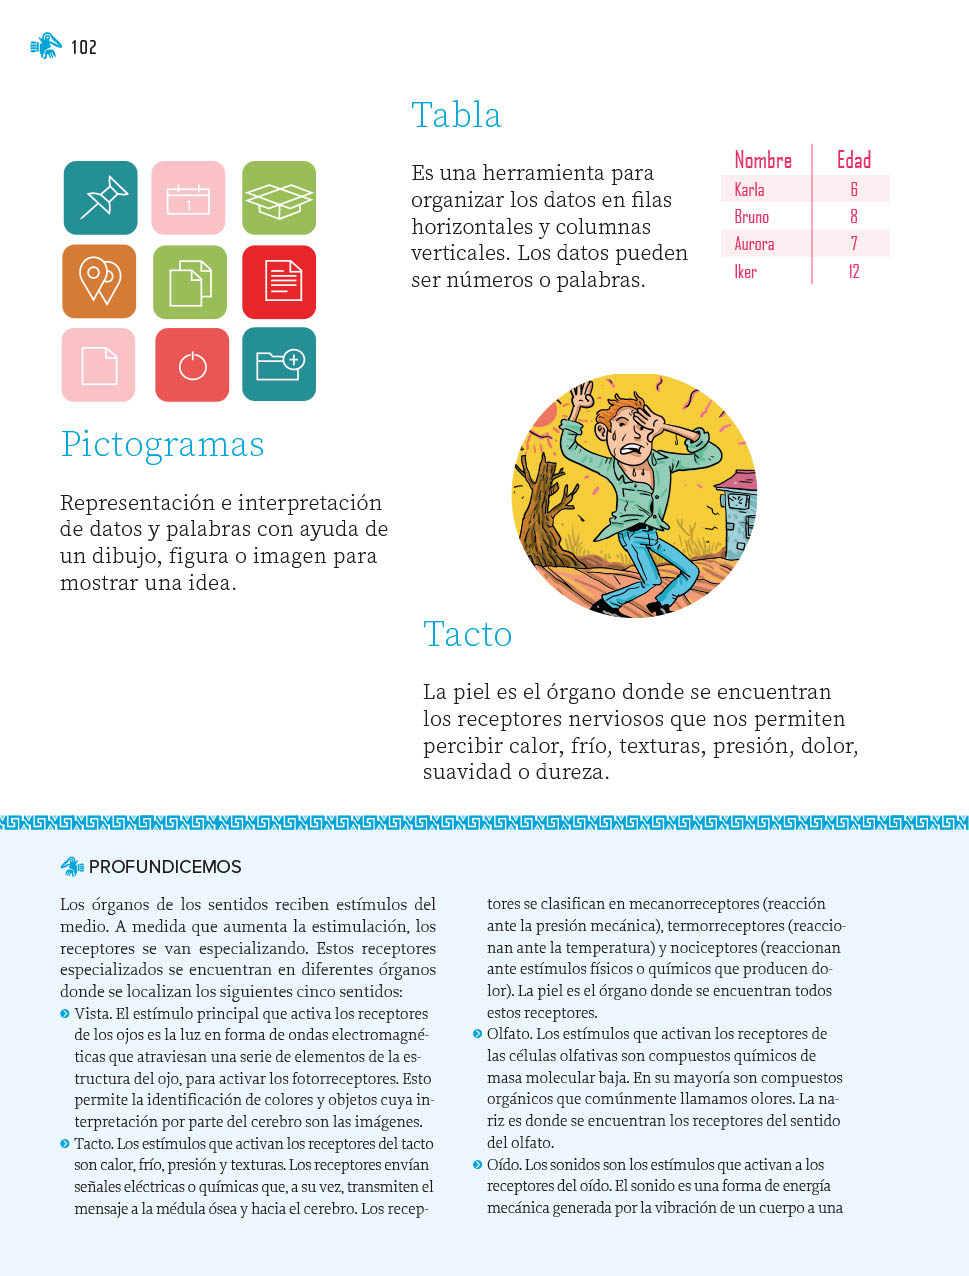 102
Tabla
Es una herramienta para
organizar los datos en filas
horizontales y columnas
verticales. Los datos pueden
ser números o palabras.
Nombre Edad
Karla 6
Bruno 8
Aurora 7
Iker 12
1
Pictogramas
Representación e interpretación
de datos y palabras con ayuda de
un dibujo, figura o imagen para
mostrar una idea.
Tacto
La piel es el órgano donde se encuentran
los receptores nerviosos que nos permiten
percibir calor, frío, texturas, presión, dolor,
suavidad o dureza.
PROFUNDICEMOS
Los órganos de los sentidos reciben estímulos del
medio. A medida que aumenta la estimulación, los
receptores se van especializando. Estos receptores
especializados se encuentran en diferentes órganos
donde se localizan los siguientes cinco sentidos:
Vista. El estímulo principal que activa los receptores
de los ojos es la luz en forma de ondas electromagné-
ticas que atraviesan una serie de elementos de la es-
tructura del ojo, para activar los fotorreceptores. Esto
permite la identificación de colores y objetos cuya in-
terpretación por parte del cerebro son las imágenes.
Tacto. Los estímulos que activan los receptores del tacto
son calor, frío, presión y texturas. Los receptores envían
señales eléctricas o químicas que, a su vez, transmiten el
mensaje a la médula ósea y hacia el cerebro. Los recep-
tores se clasifican en mecanorreceptores (reacción
ante la presión mecánica), termorreceptores (reaccio-
nan ante la temperatura) y nociceptores (reaccionan
ante estímulos físicos o químicos que producen do-
lor). La piel es el órgano donde se encuentran todos
estos receptores.
Olfato. Los estímulos que activan los receptores de
las células olfativas son compuestos químicos de
masa molecular baja. En su mayoría son compuestos
orgánicos que comúnmente llamamos olores. La na-
riz es donde se encuentran los receptores del sentido
del olfato.
Oído. Los sonidos son los estímulos que activan a los
receptores del oído. El sonido es una forma de energía
mecánica generada por la vibración de un cuerpo a una